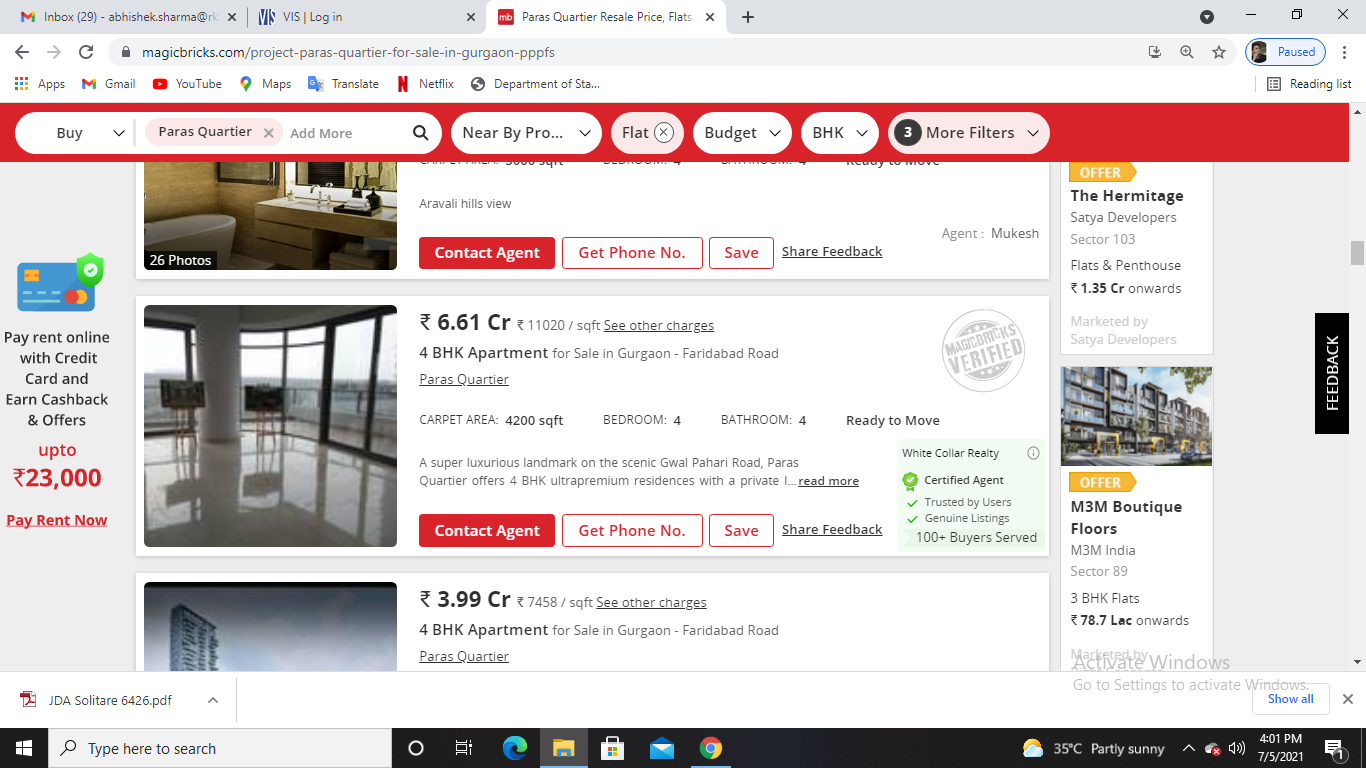 Inbox (29) - abhishek.sharma@rk
VIS | Log in
Paras Quartier Resale Price, Flats
magicbricks.com/project-paras-quartier-for-sale-in-gurgaon-pppfs
Paused
Apps
Gmail
YouTube
Maps
Translate
Netflix
Department of Sta...
Reading list
Buy
Paras Quartier
Add More
Near By Pro...
Flat
Budget
BHK
3 More Filters
CARPET AREA: BEDROOM: 4 BATHROOM: 4 Ready to Move
Aravali hills view
26 Photos
Agent : Mukesh
Contact Agent
Get Phone No.
Save
Share Feedback
₹ 6.61 Cr ₹ 11020 / sqft See other charges
4 BHK Apartment for Sale in Gurgaon - Faridabad Road
Paras Quartier
MAGICBRICKS
VERIFIED
CARPET AREA: 4200 sqft BEDROOM: 4 BATHROOM: 4 Ready to Move
A super luxurious landmark on the scenic Gwal Pahari Road, Paras
Quartier offers 4 BHK ultrapremium residences with a private l...read more
White Collar Realty
Certified Agent
Trusted by Users
Genuine Listings
100+ Buyers Served
Contact Agent
Get Phone No.
Save
Share Feedback
₹ 3.99 Cr ₹ 7458 / sqft See other charges
4 BHK Apartment for Sale in Gurgaon - Faridabad Road
Paras Quartier
Pay rent online
with Credit
Card and
Earn Cashback
& Offers
upto
₹23,000
Pay Rent Now
OFFER
The Hermitage
Satya Developers
Sector 103
Flats & Penthouse
₹ 1.35 Cr onwards
Marketed by
Satya Developers
OFFER
M3M Boutique
Floors
M3M India
Sector 89
3 BHK Flats
₹ 78.7 Lac onwards
Marketed by
FEEDBACK
Activate Windows
Go to Settings to activate Windows.
JDA Solitare 6426.pdf
Show all
Type here to search
35°C Partly sunny
4:01 PM
7/5/2021
1